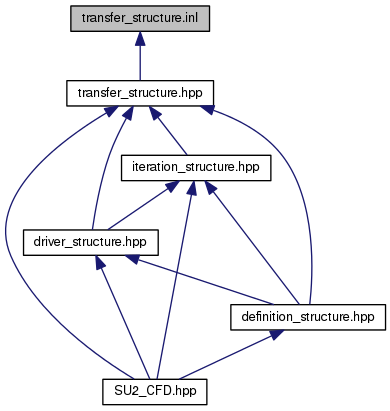 transfer_structure.inl
transfer_structure.hpp
iteration_structure.hpp
driver_structure.hpp
definition_structure.hpp
SU2_CFD.hpp